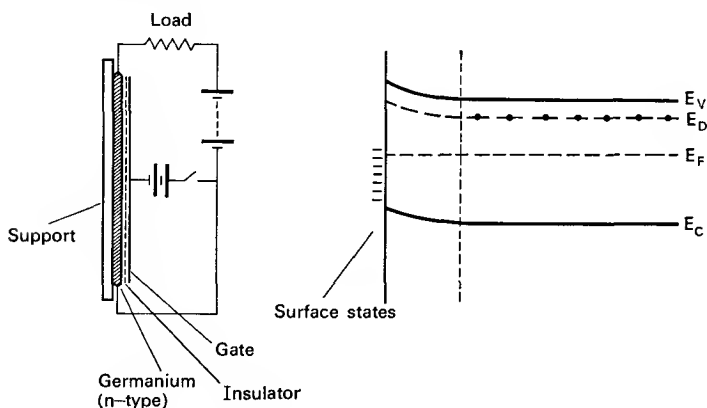 Load
Support
Gate
Insulator
Germanium
(n-type)
Surface states
E_V
E_D
E_F
E_C